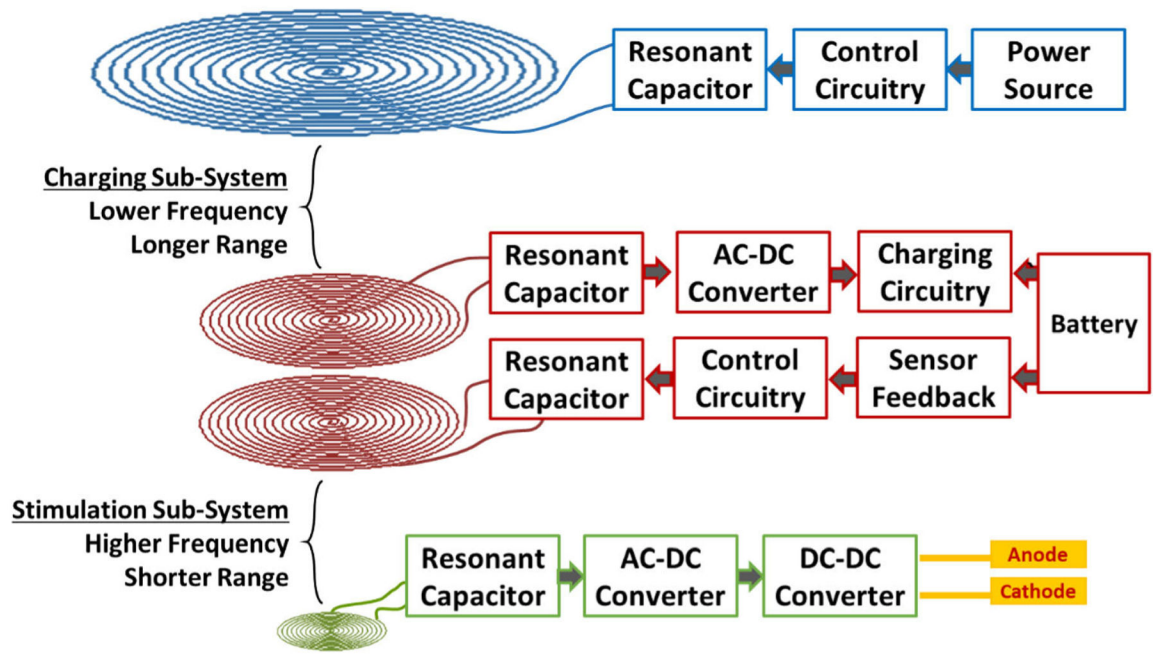 Resonant
Capacitor
Control
Circuitry
Power
Source
Charging Sub-System
Lower Frequency
Longer Range
Resonant
Capacitor
AC-DC
Converter
Charging
Circuitry
Battery
Resonant
Capacitor
Control
Circuitry
Sensor
Feedback
Stimulation Sub-System
Higher Frequency
Shorter Range
Resonant
Capacitor
AC-DC
Converter
DC-DC
Converter
Anode
Cathode